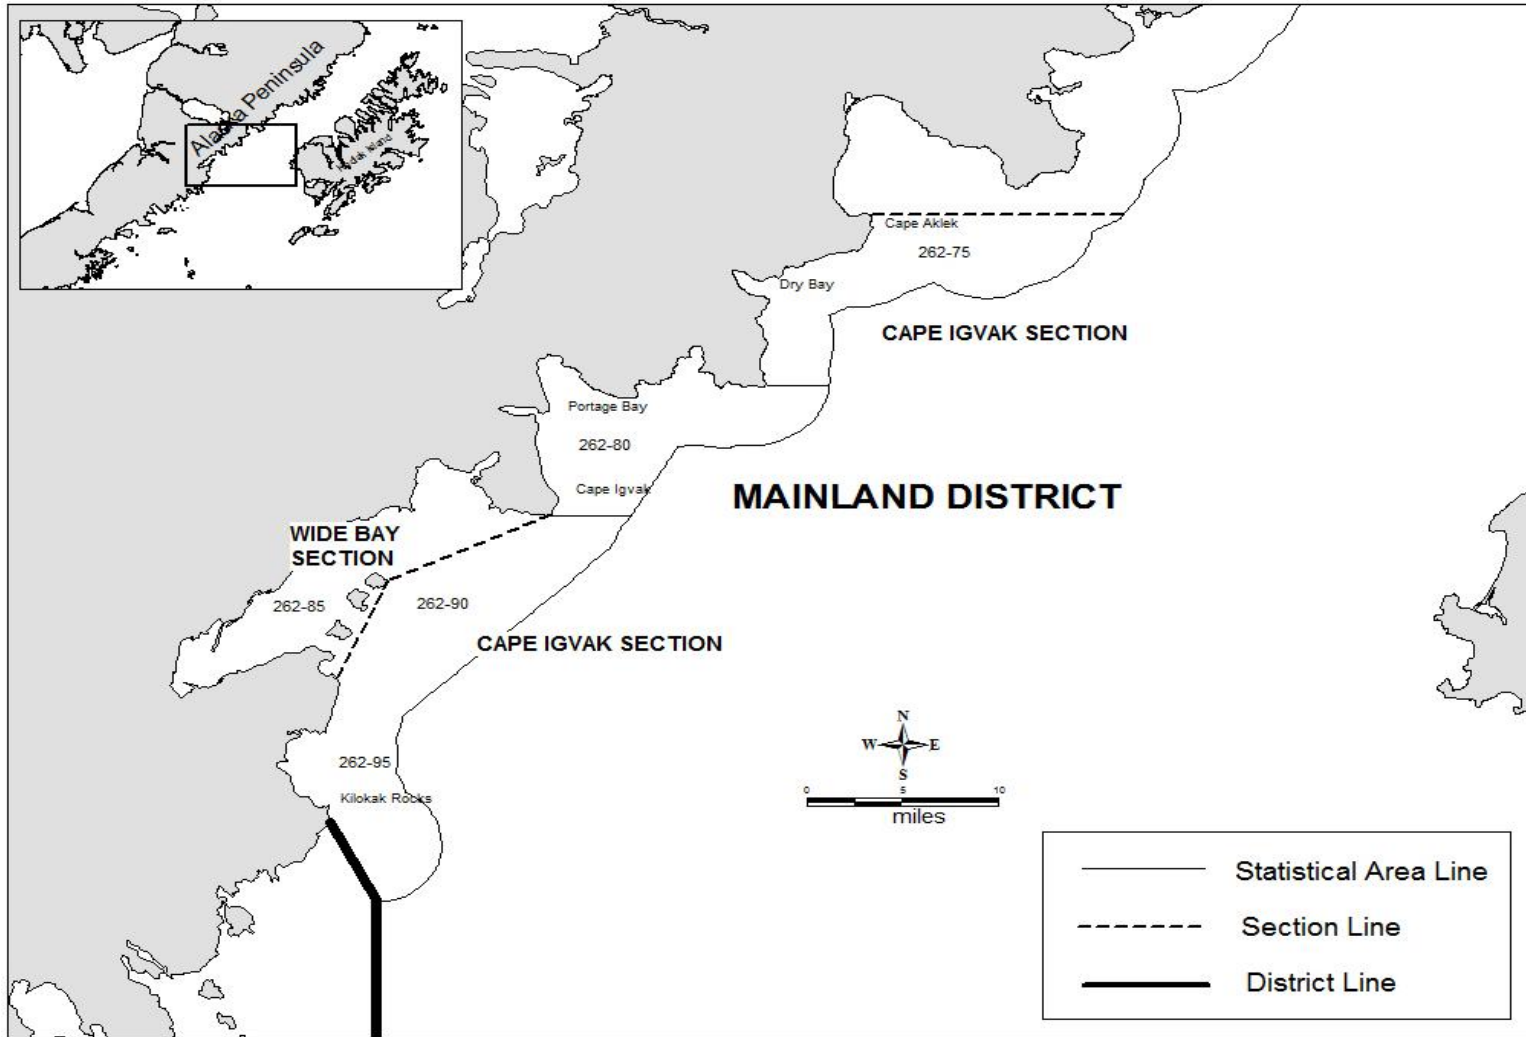 Alaska Peninsula
Kodiak Island
Cape Aklek
262-75
Dry Bay
CAPE IGVAK SECTION
Portage Bay
262-80
Cape Igvak
MAINLAND DISTRICT
WIDE BAY
SECTION
262-85
262-90
CAPE IGVAK SECTION
262-95
Kilokak Rocks
N
W
E
S
0 5 10
miles
Statistical Area Line
Section Line
District Line